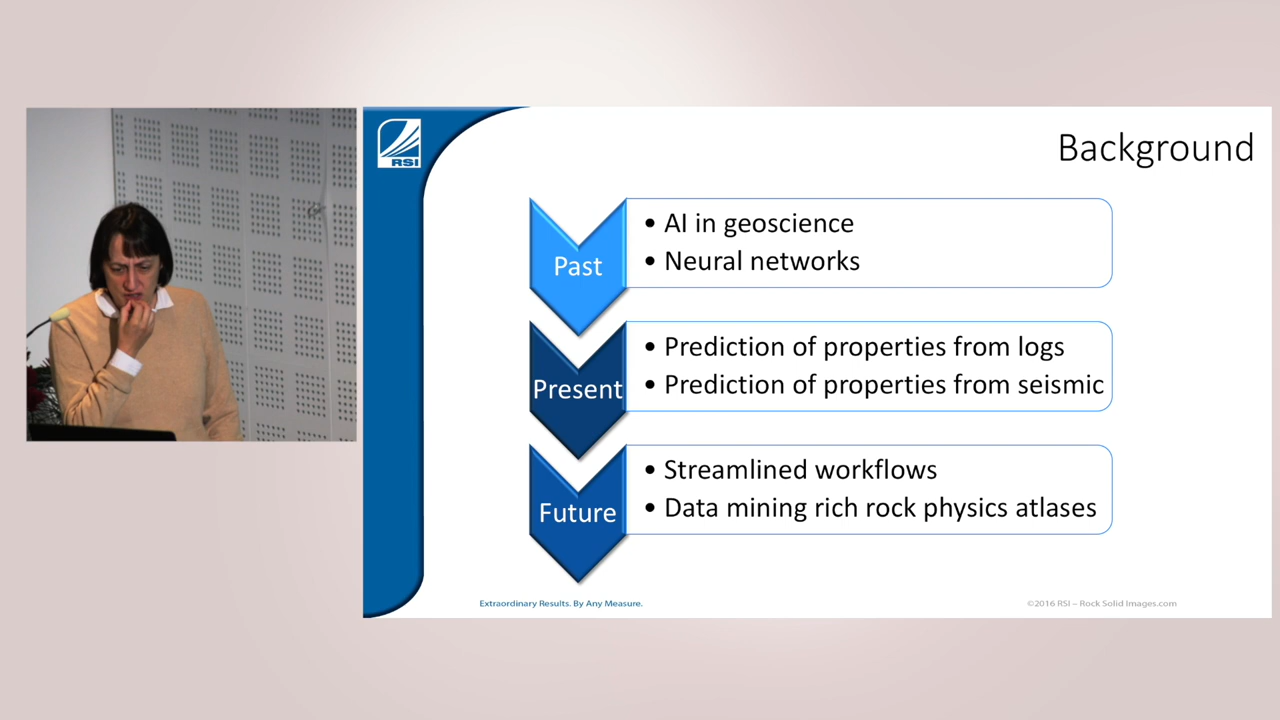 RSI
Background
Past
• AI in geoscience
• Neural networks
Present
• Prediction of properties from logs
• Prediction of properties from seismic
Future
• Streamlined workflows
• Data mining rich rock physics atlases
Extraordinary Results. By Any Measure.
©2016 RSI – Rock Solid Images.com